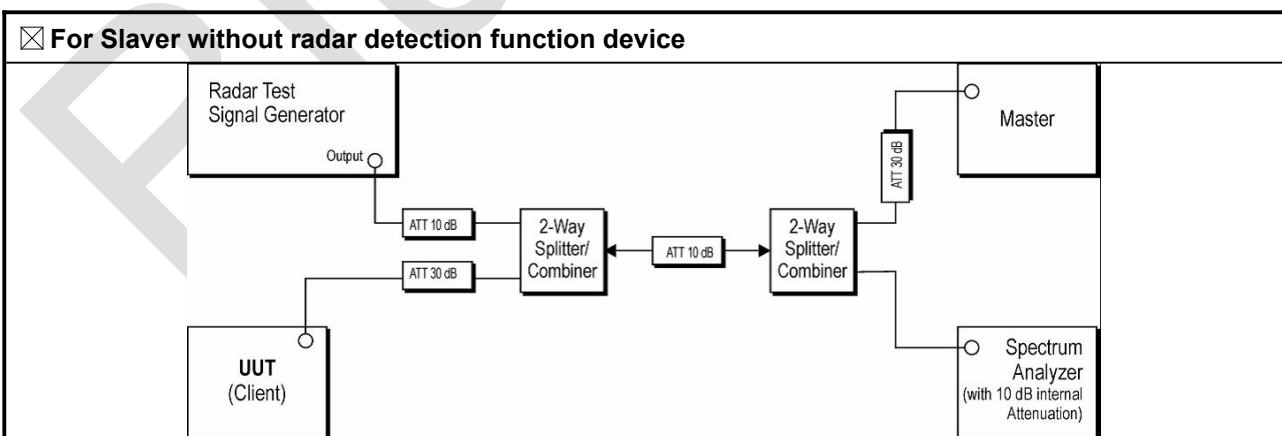 ☒ For Slaver without radar detection function device
Radar Test
Signal Generator
Output
Master
ATT 30 dB
ATT 10 dB
ATT 30 dB
2-Way
Splitter/
Combiner
ATT 10 dB
2-Way
Splitter/
Combiner
UUT
(Client)
Spectrum
Analyzer
(with 10 dB internal
Attenuation)